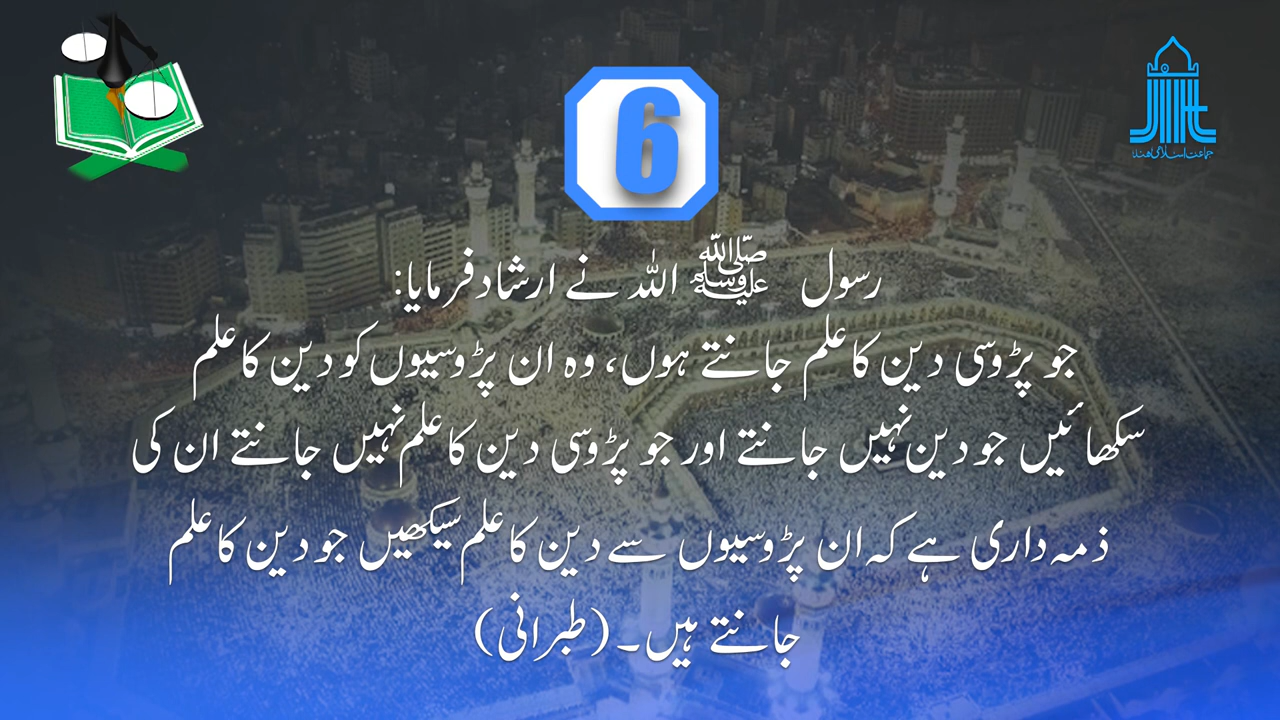 6
جماعت اسلامی ہند
رسول ﷺ اللہ نے ارشاد فرمایا:
جو پڑوسی دین کا علم جانتے ہوں، وہ ان پڑوسیوں کو دین کا علم
سکھائیں جو دین نہیں جانتے اور جو پڑوسی دین کا علم نہیں جانتے ان کی
ذمہ داری ہے کہ ان پڑوسیوں سے دین کا علم سیکھیں جو دین کا علم
جانتے ہیں۔ (طبرانی)